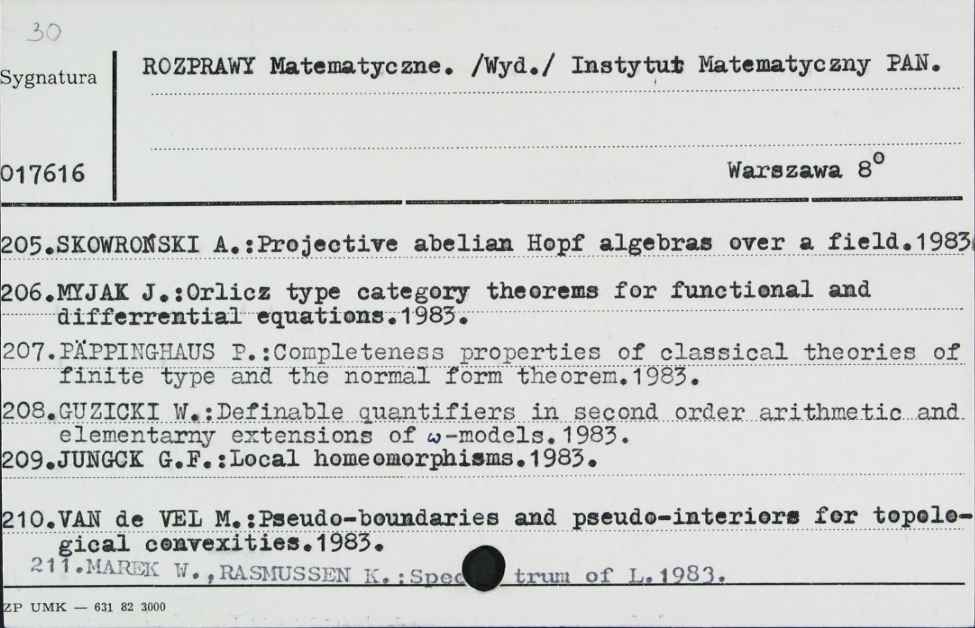 30
Sygnatura
ROZPRAWY Matematyczne. /Wyd./ Instytut Matematyczny PAN.
017616
Warszawa 8º
205.SKOWROŃSKI A.:Projective abelian Hopf algebras over a field.1983
206.MYJAK J.:Orlicz type category theorems for functional and
differrential equations.1983.
207.PÄPPINGHAUS P.:Completeness properties of classical theories of
finite type and the normal form theorem.1983.
208.GUZICKI W.:Definable quantifiers in second order arithmetic and
elementarny extensions of ω-models.1983.
209.JUNGCK G.F.:Local homeomorphisms.1983.
210.VAN de VEL M.:Pseudo-boundaries and pseudo-interiors for topolo-
gical convexities.1983.
211.MAREK W.,RASMUSSEN K.:Spec trum of L.1983.
ZP UMK — 631 82 3000